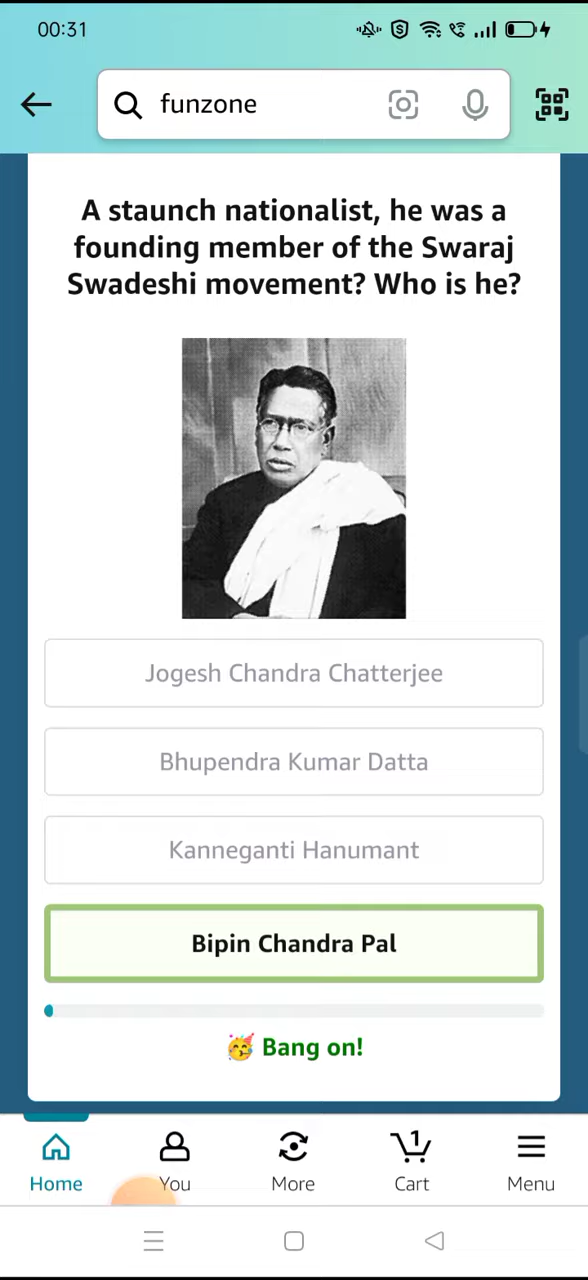 00:31
funzone
A staunch nationalist, he was a
founding member of the Swaraj
Swadeshi movement? Who is he?
Jogesh Chandra Chatterjee
Bhupendra Kumar Datta
Kanneganti Hanumant
Bipin Chandra Pal
🥳 Bang on!
1
Home You More Cart Menu